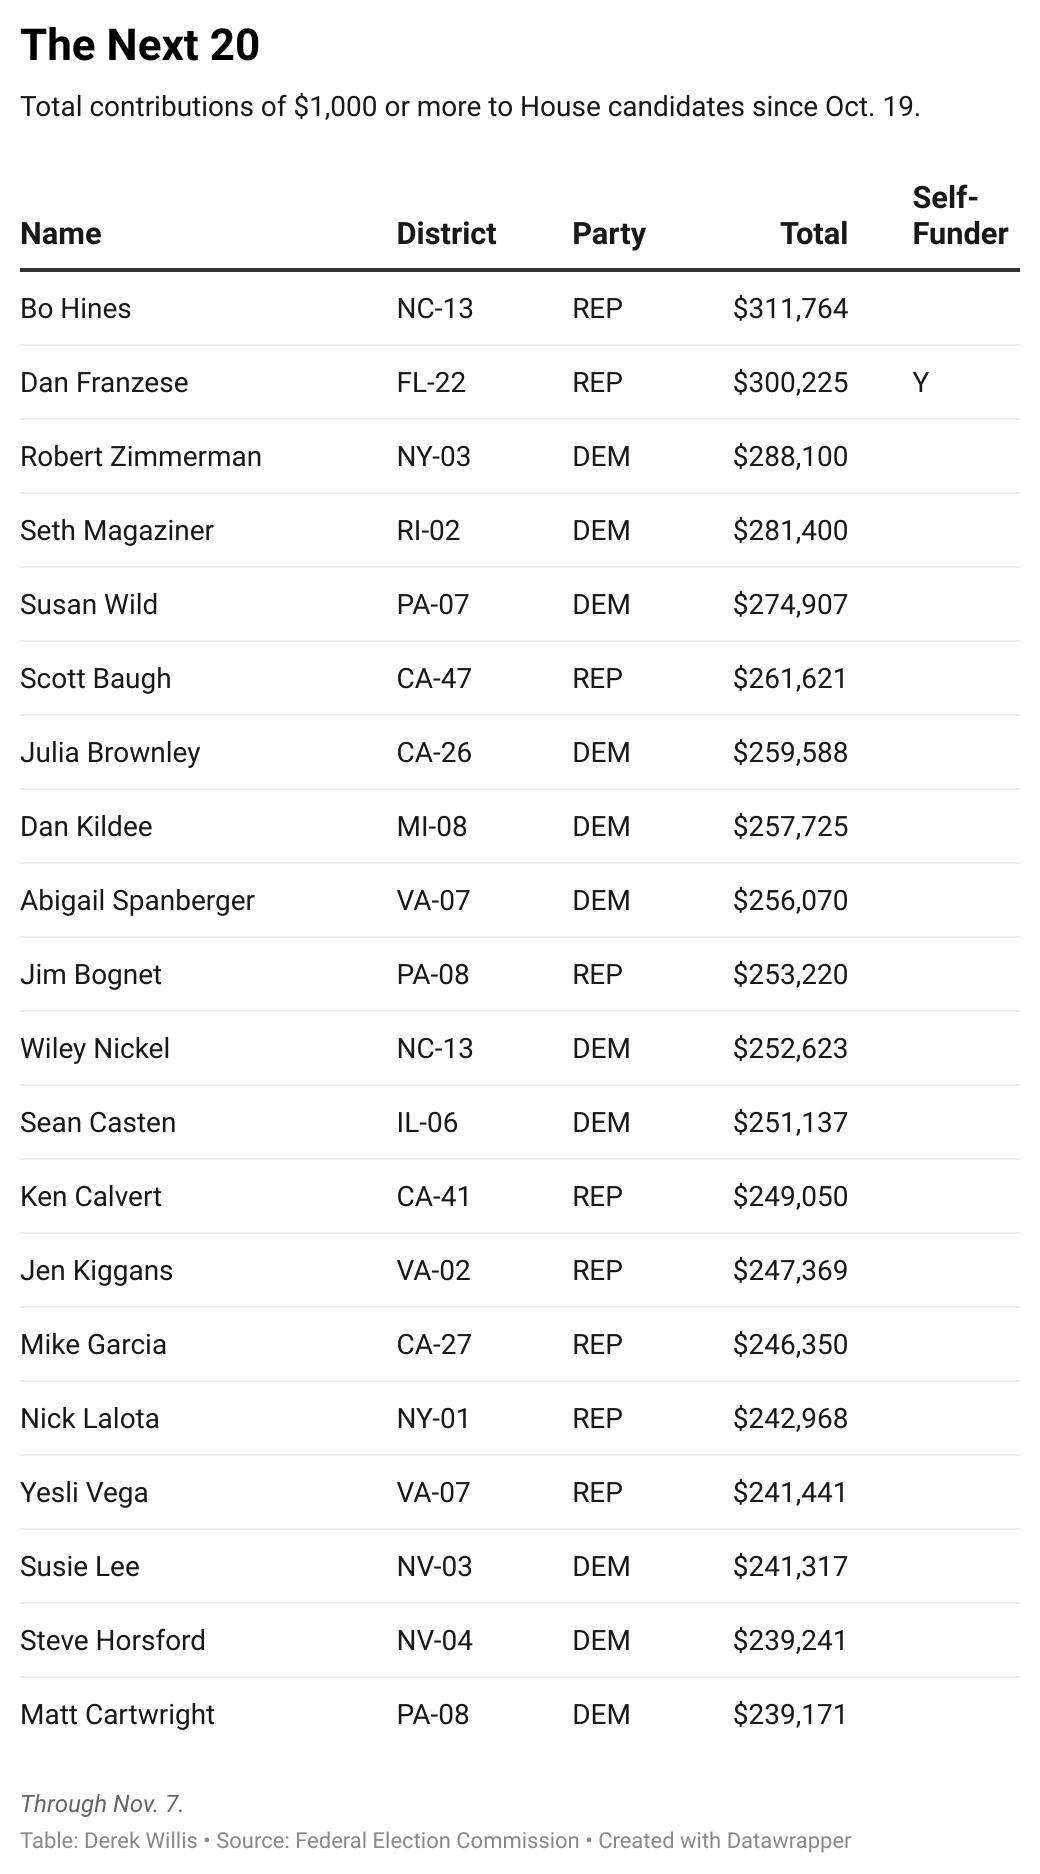 The Next 20
Total contributions of $1,000 or more to House candidates since Oct. 19.
Name District Party Total Self-Funder
Bo Hines NC-13 REP $311,764
Dan Franzese FL-22 REP $300,225 Y
Robert Zimmerman NY-03 DEM $288,100
Seth Magaziner RI-02 DEM $281,400
Susan Wild PA-07 DEM $274,907
Scott Baugh CA-47 REP $261,621
Julia Brownley CA-26 DEM $259,588
Dan Kildee MI-08 DEM $257,725
Abigail Spanberger VA-07 DEM $256,070
Jim Bognet PA-08 REP $253,220
Wiley Nickel NC-13 DEM $252,623
Sean Casten IL-06 DEM $251,137
Ken Calvert CA-41 REP $249,050
Jen Kiggans VA-02 REP $247,369
Mike Garcia CA-27 REP $246,350
Nick Lalota NY-01 REP $242,968
Yesli Vega VA-07 REP $241,441
Susie Lee NV-03 DEM $241,317
Steve Horsford NV-04 DEM $239,241
Matt Cartwright PA-08 DEM $239,171
Through Nov. 7.
Table: Derek Willis • Source: Federal Election Commission • Created with Datawrapper